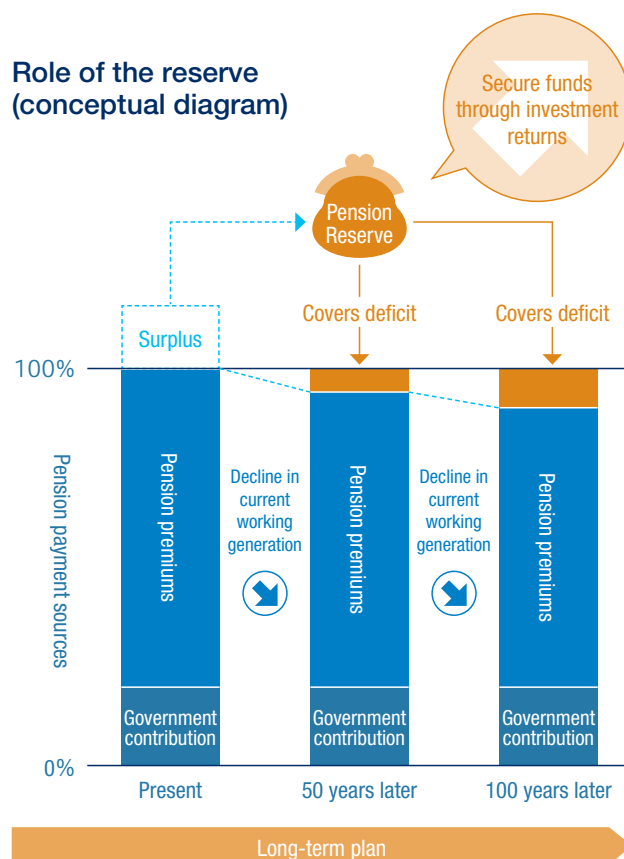 Role of the reserve
(conceptual diagram)
Secure funds
through investment
returns
Pension
Reserve
Surplus
Covers deficit
Covers deficit
100%
Pension payment sources
Pension premiums
Decline in
current
working
generation
Pension premiums
Decline in
current
working
generation
Pension premiums
Government
contribution
Government
contribution
Government
contribution
0%
Present
50 years later
100 years later
Long-term plan